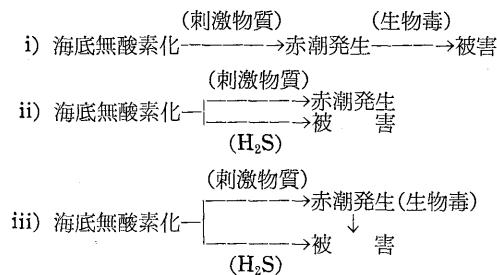 (刺激物質) (生物毒)
i) 海底無酸素化→赤潮発生→被害
(刺激物質)
ii) 海底無酸素化→赤潮発生
→被 害
(H₂S)
(刺激物質)
iii) 海底無酸素化→赤潮発生(生物毒)
↓
→被 害
(H₂S)